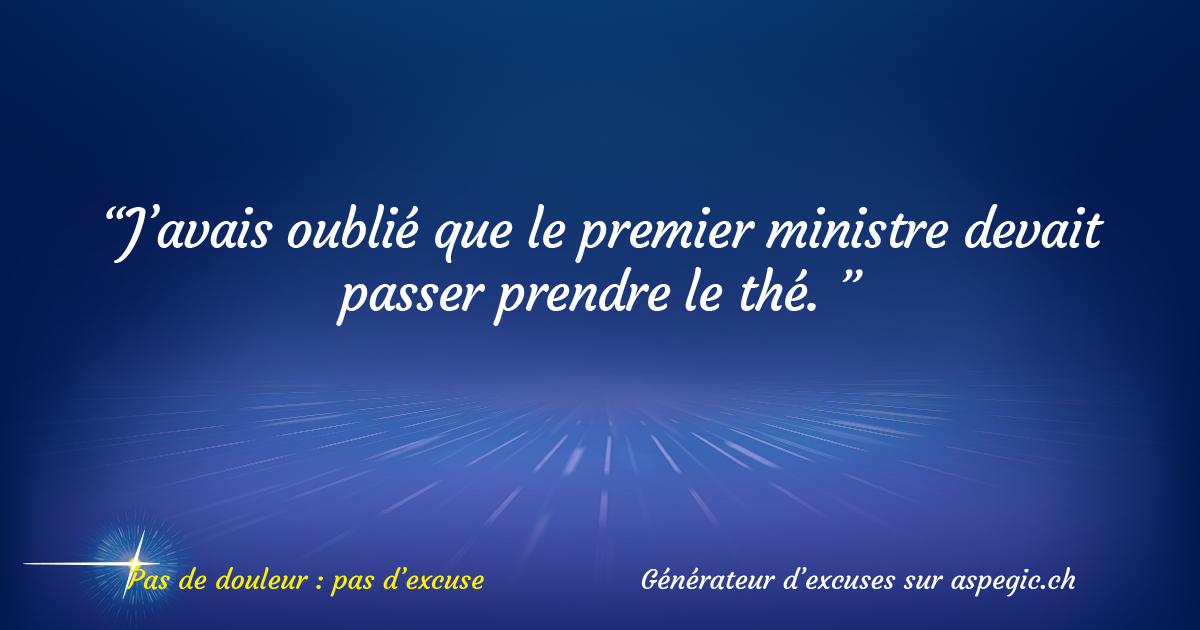 “J’avais oublié que le premier ministre devait
passer prendre le thé. ”
Pas de douleur : pas d’excuse
Générateur d’excuses sur aspegic.ch